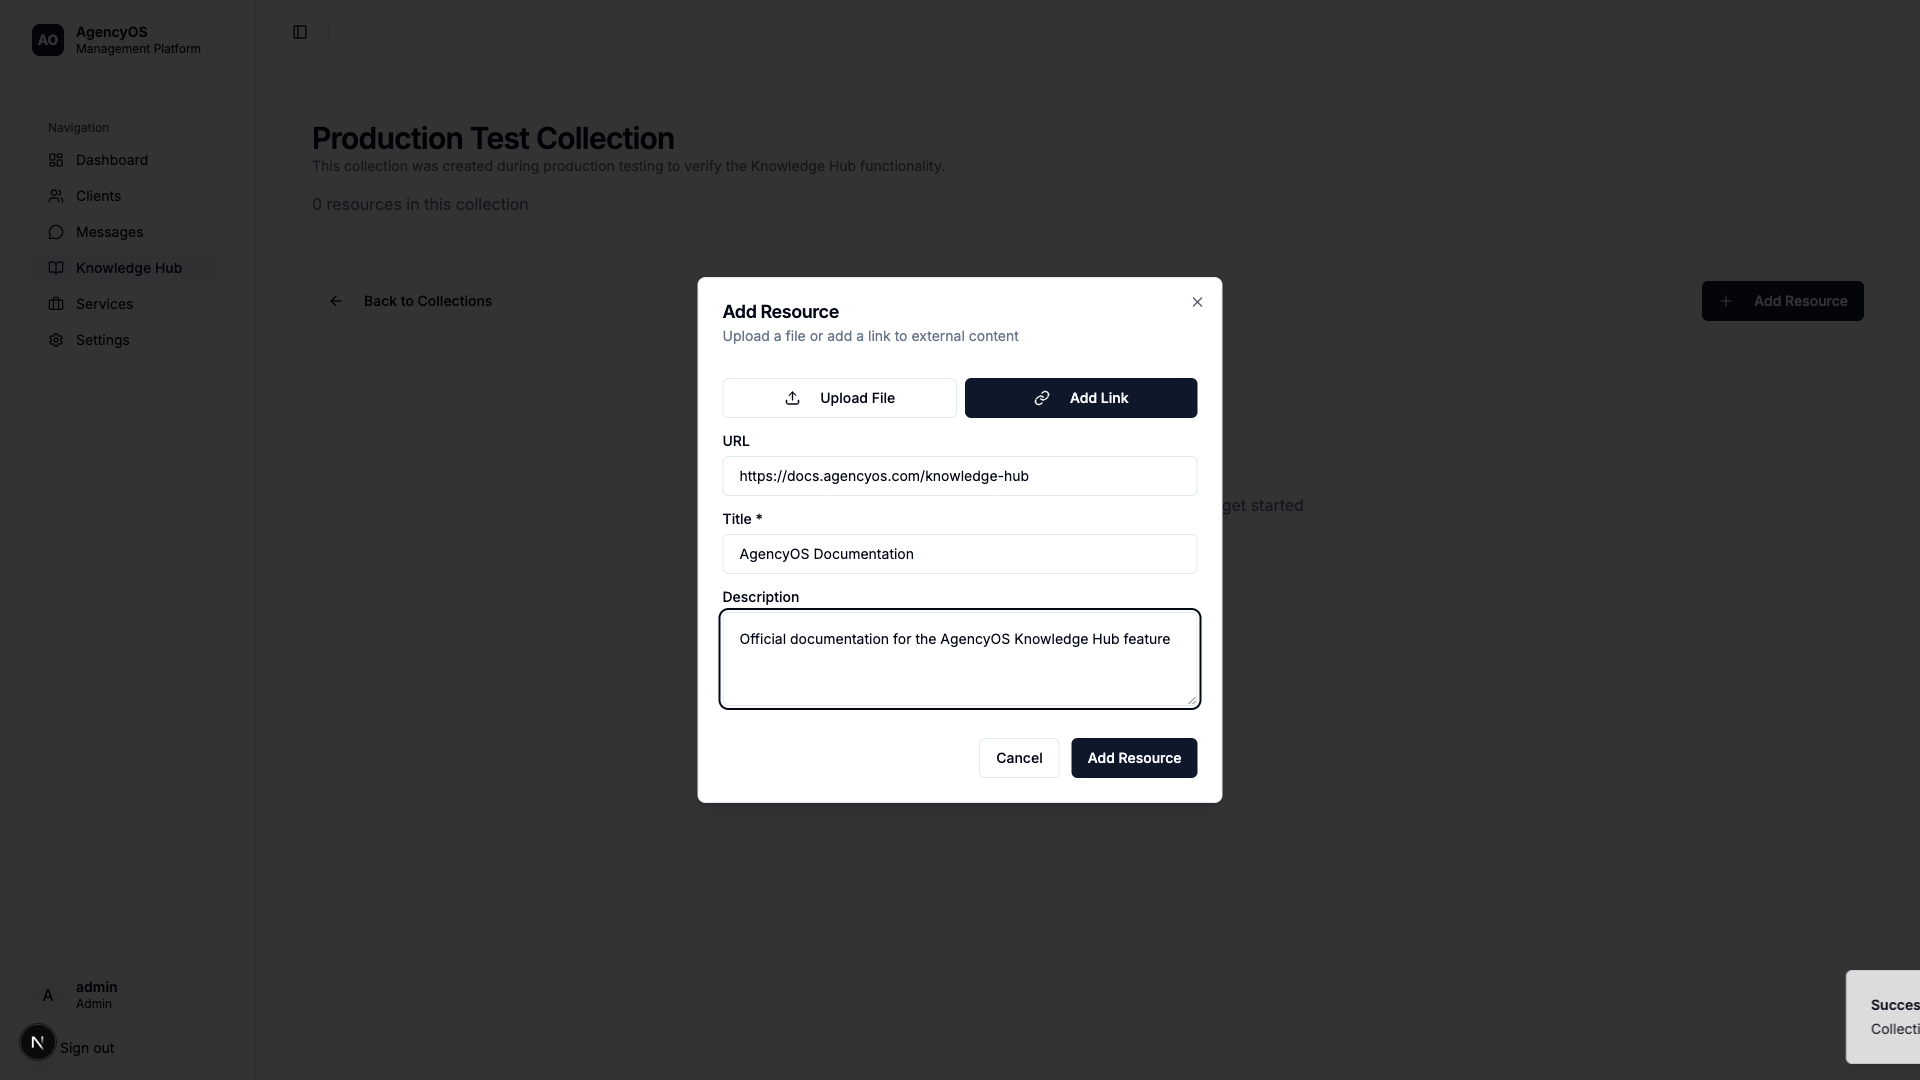 AO
AgencyOS
Management Platform
Navigation
Dashboard
Clients
Messages
Knowledge Hub
Services
Settings
admin
A
Admin
N
Sign out
Production Test Collection
This collection was created during production testing to verify the Knowledge Hub functionality.
0 resources in this collection
Back to Collections
+ Add Resource
get started
Add Resource
Upload a file or add a link to external content
Upload File
Add Link
URL
https://docs.agencyos.com/knowledge-hub
Title *
AgencyOS Documentation
Description
Official documentation for the AgencyOS Knowledge Hub feature
Cancel
Add Resource
Succes
Collecti